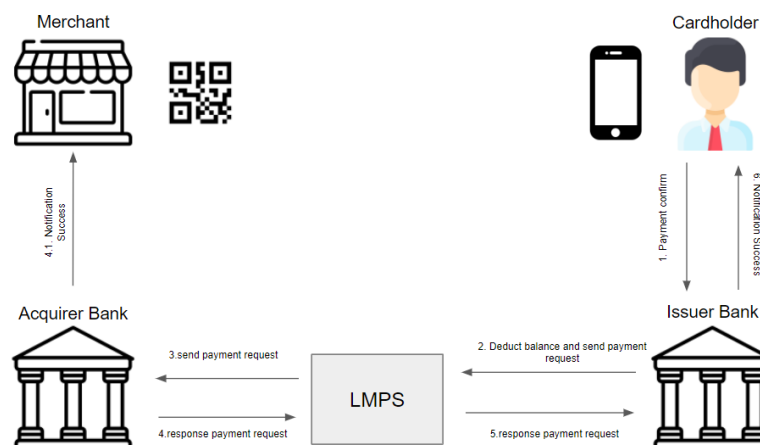 Merchant
Cardholder
4.1. Notification
Success
1. Payment confirm
6. Notification Success
Acquirer Bank
Issuer Bank
3.send payment request
2. Deduct balance and send payment
request
LMPS
4.response payment request
5.response payment request